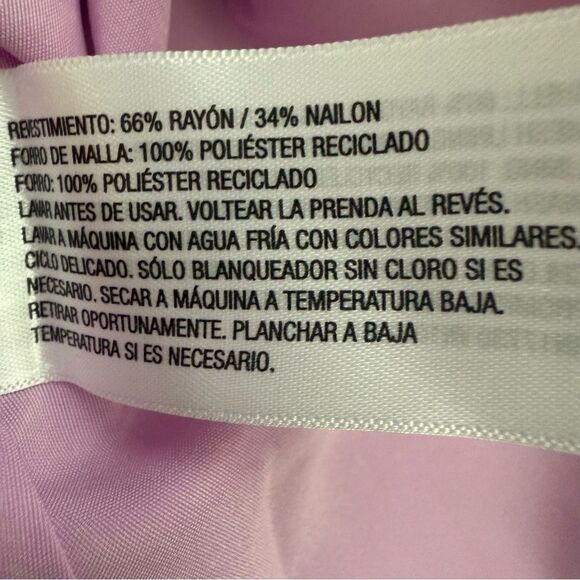 REVESTIMIENTO: 66% RAYÓN / 34% NAILON
FORRO DE MALLA: 100% POLIÉSTER RECICLADO
FORRO: 100% POLIÉSTER RECICLADO
LAVAR ANTES DE USAR. VOLTEAR LA PRENDA AL REVÉS.
LAVAR A MÁQUINA CON AGUA FRÍA CON COLORES SIMILARES.
CICLO DELICADO. SÓLO BLANQUEADOR SIN CLORO SI ES
NECESARIO. SECAR A MÁQUINA A TEMPERATURA BAJA.
RETIRAR OPORTUNAMENTE. PLANCHAR A BAJA
TEMPERATURA SI ES NECESARIO.